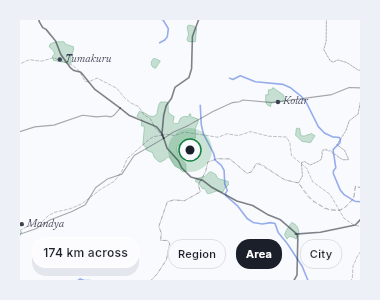 Tumakuru
Kolar
Mandya
174 km across
Region
Area
City